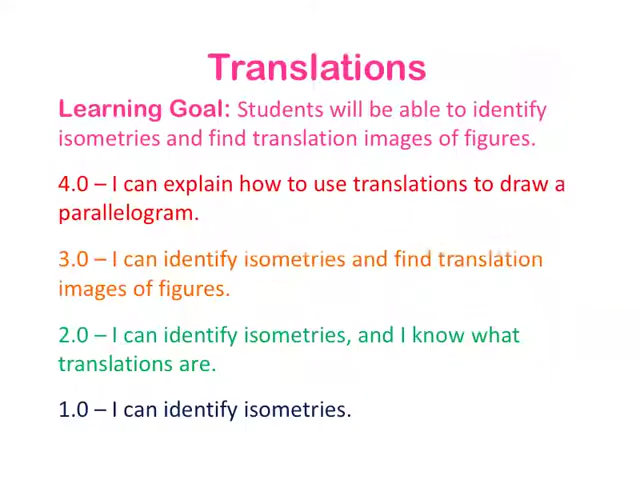 Translations
Learning Goal: Students will be able to identify
isometries and find translation images of figures.
4.0 – I can explain how to use translations to draw a
parallelogram.
3.0 – I can identify isometries and find translation
images of figures.
2.0 – I can identify isometries, and I know what
translations are.
1.0 – I can identify isometries.